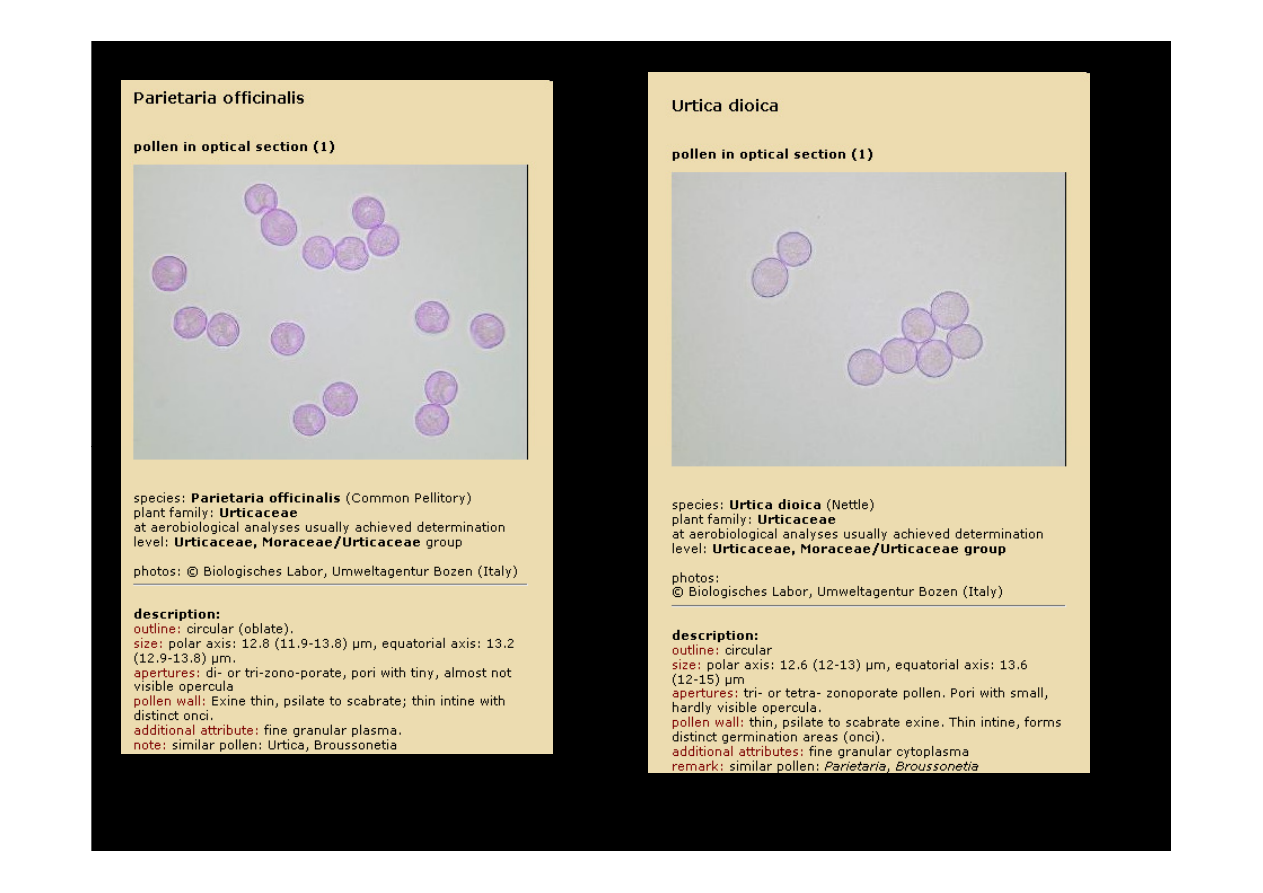 Parietaria officinalis
pollen in optical section (1)
species: Parietaria officinalis (Common Pellitory)
plant family: Urticaceae
at aerobiological analyses usually achieved determination
level: Urticaceae, Moraceae/Urticaceae group
photos: © Biologisches Labor, Umweltagentur Bozen (Italy)
description:
outline: circular (oblate).
size: polar axis: 12.8 (11.9-13.8) µm, equatorial axis: 13.2
(12.9-13.8) µm.
apertures: di- or tri-zono-porate, pori with tiny, almost not
visible opercula
pollen wall: Exine thin, psilate to scabrate; thin intine with
distinct onci.
additional attribute: fine granular plasma.
note: similar pollen: Urtica, Broussonetia
Urtica dioica
pollen in optical section (1)
species: Urtica dioica (Nettle)
plant family: Urticaceae
at aerobiological analyses usually achieved determination
level: Urticaceae, Moraceae/Urticaceae group
photos:
© Biologisches Labor, Umweltagentur Bozen (Italy)
description:
outline: circular
size: polar axis: 12.6 (12-13) µm, equatorial axis: 13.6
(12-15) µm
apertures: tri- or tetra- zonoporate pollen. Pori with small,
hardly visible opercula.
pollen wall: thin, psilate to scabrate exine. Thin intine, forms
distinct germination areas (onci).
additional attributes: fine granular cytoplasma
remark: similar pollen: Parietaria, Broussonetia